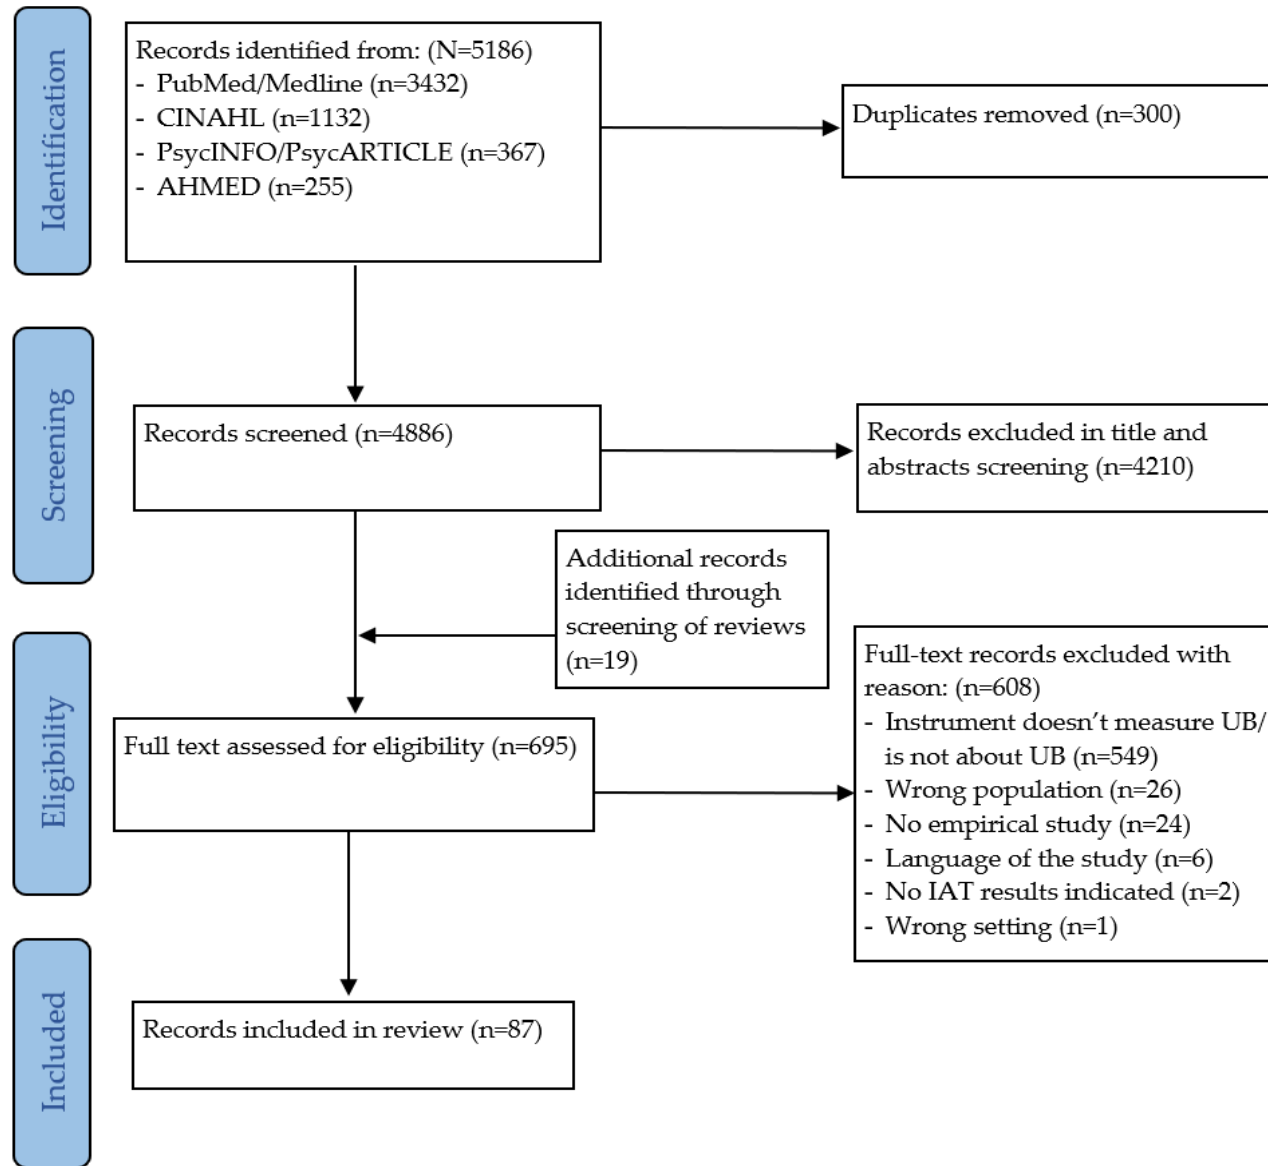 Identification
Records identified from: (N=5186)
- PubMed/Medline (n=3432)
- CINAHL (n=1132)
- PsycINFO/PsycARTICLE (n=367)
- AHMED (n=255)
Duplicates removed (n=300)
Screening
Records screened (n=4886)
Records excluded in title and
abstracts screening (n=4210)
Additional records
identified through
screening of reviews
(n=19)
Eligibility
Full text assessed for eligibility (n=695)
Full-text records excluded with
reason: (n=608)
- Instrument doesn’t measure UB/
is not about UB (n=549)
- Wrong population (n=26)
- No empirical study (n=24)
- Language of the study (n=6)
- No IAT results indicated (n=2)
- Wrong setting (n=1)
Included
Records included in review (n=87)